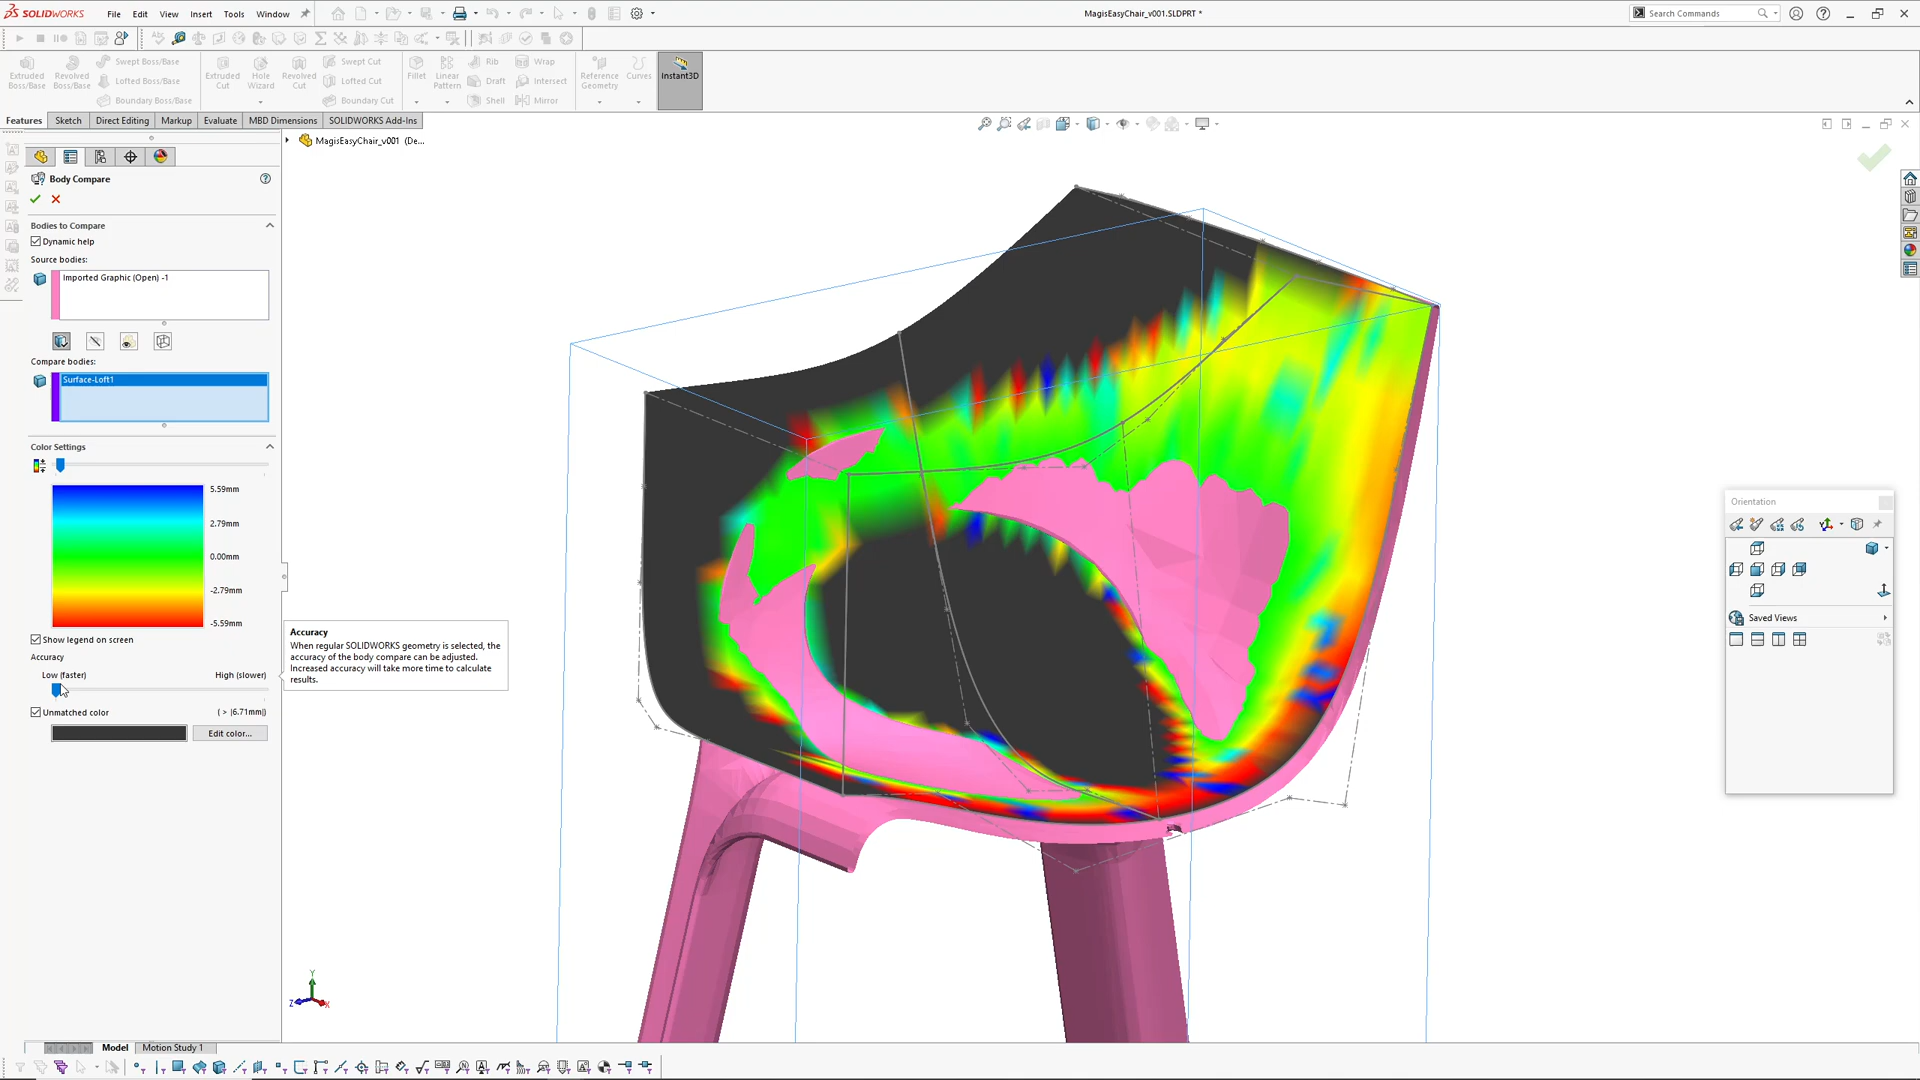 SOLIDWORKS File Edit View Insert Tools Window MagisEasyChair_v001.SLDPRT * Search Commands
Extruded Boss/Base
Revolved Boss/Base
Swept Boss/Base
Lofted Boss/Base
Boundary Boss/Base
Extruded Cut
Hole Wizard
Revolved Cut
Swept Cut
Lofted Cut
Boundary Cut
Fillet
Linear Pattern
Rib
Draft
Shell
Wrap
Intersect
Mirror
Reference Geometry
Curves
Instant3D
Features Sketch Direct Editing Markup Evaluate MBD Dimensions SOLIDWORKS Add-Ins
MagisEasyChair_v001 (De...
Body Compare
Bodies to Compare
Dynamic help
Source bodies:
Imported Graphic (Open) -1
Compare bodies:
Surface-Loft1
Color Settings
5.59mm
2.79mm
0.00mm
-2.79mm
-5.59mm
Show legend on screen
Accuracy
Low (faster) High (slower)
Unmatched color ( > |6.71mm|)
Edit color...
Accuracy
When regular SOLIDWORKS geometry is selected, the
accuracy of the body compare can be adjusted.
Increased accuracy will take more time to calculate
results.
Orientation
Saved Views
Y
Z X
Model Motion Study 1